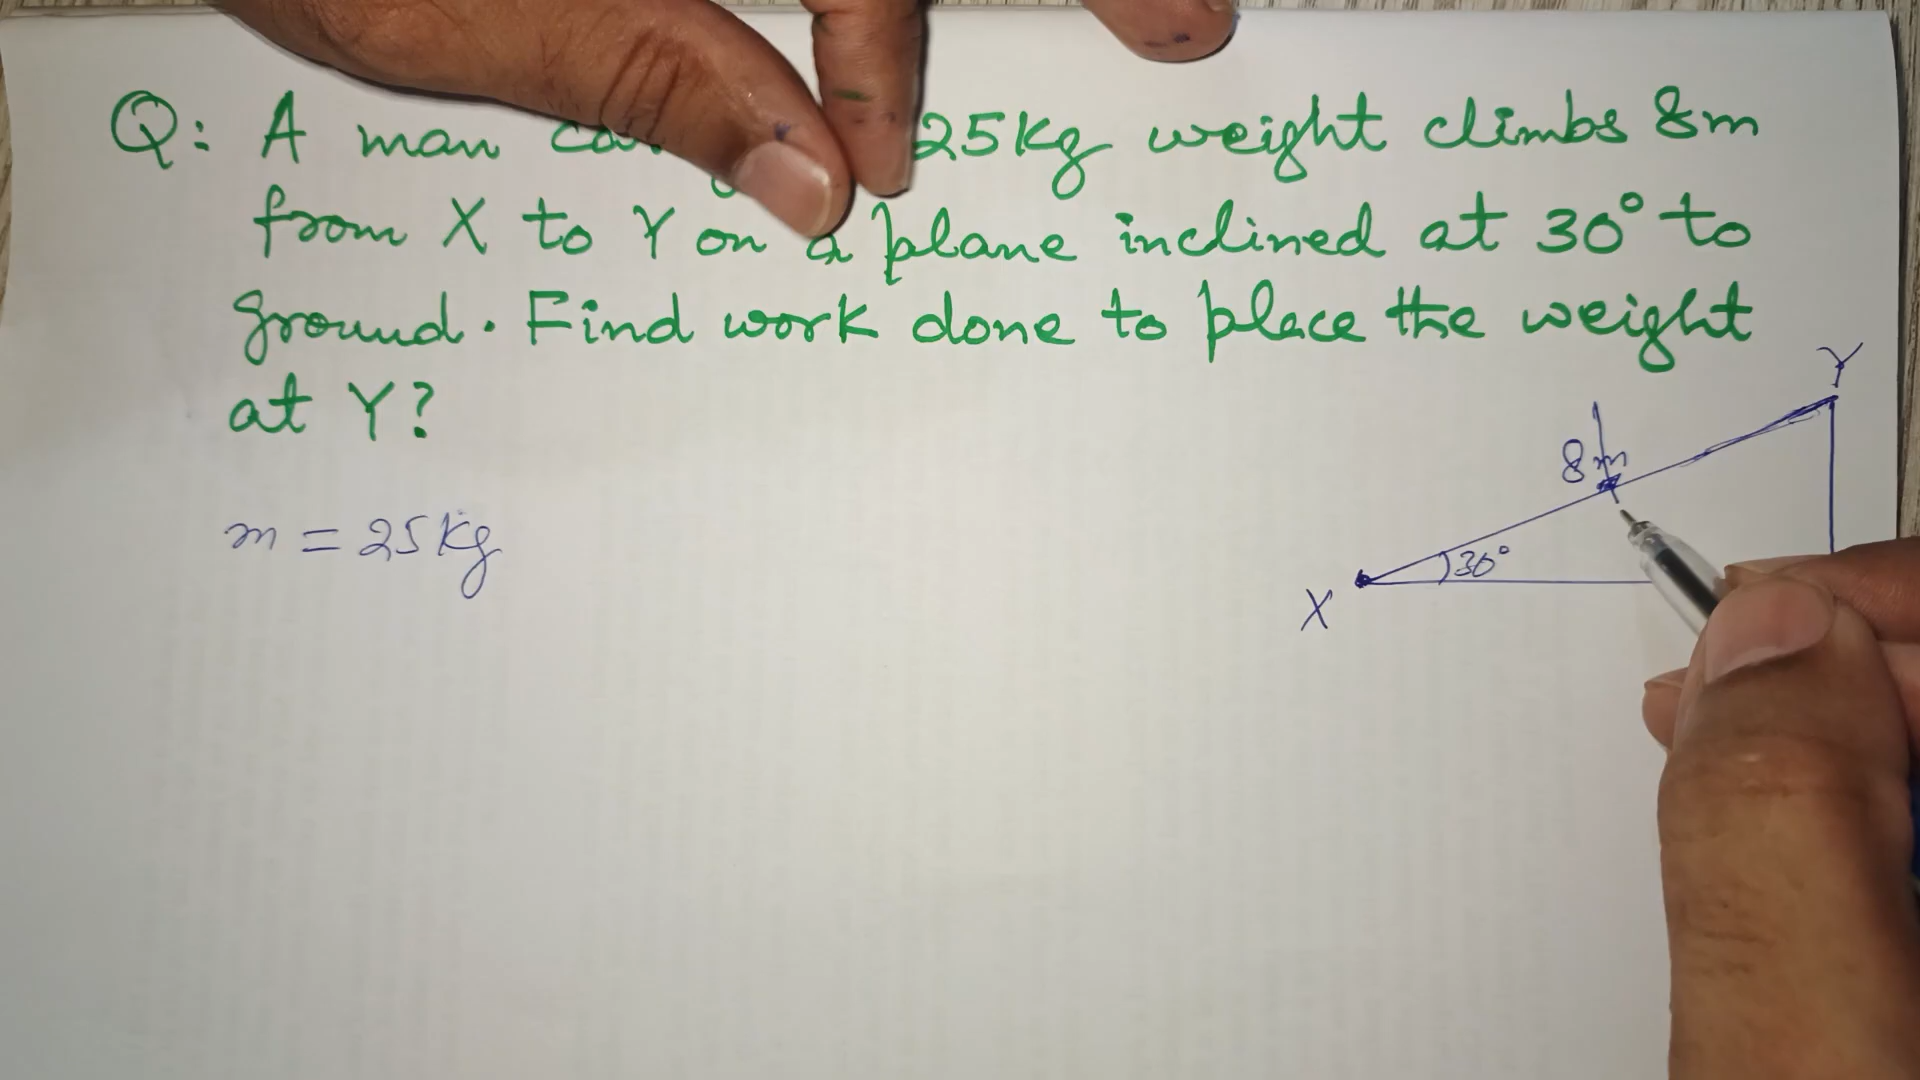 Q: A man 25kg weight climbs 8m
from X to Y on a plane inclined at 30° to
ground. Find work done to place the weight
at Y?
Y
8m
m = 25kg
30°
X